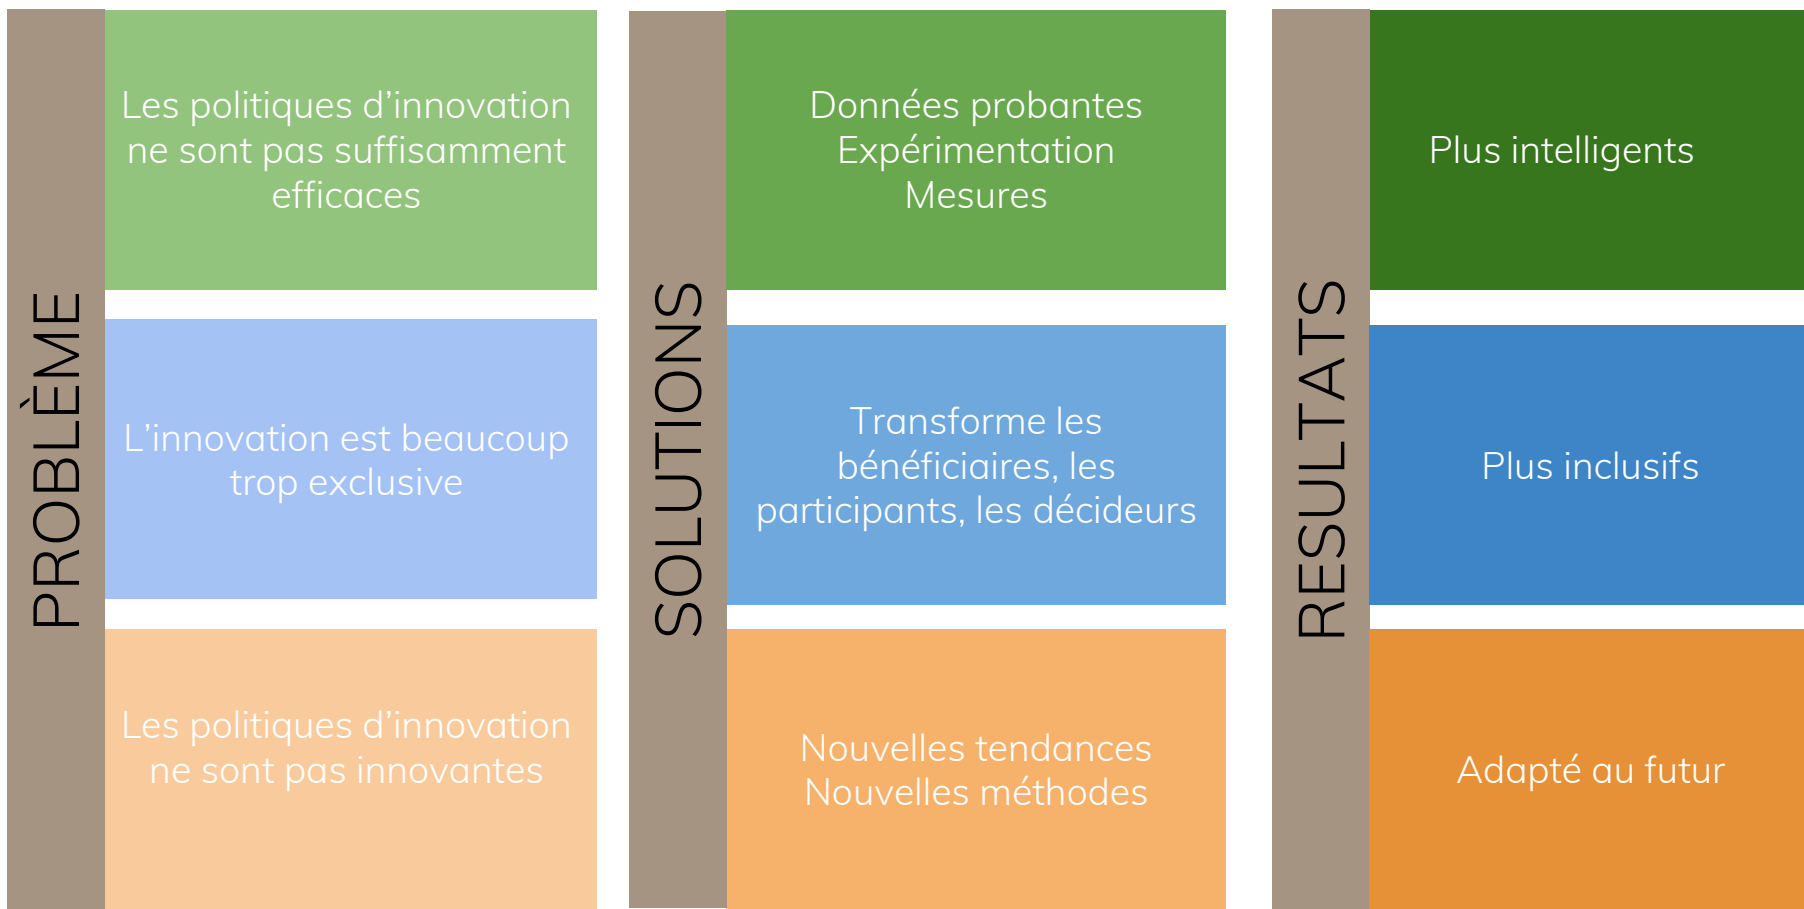 PROBLÈME
Les politiques d’innovation
ne sont pas suffisamment
efficaces
L’innovation est beaucoup
trop exclusive
Les politiques d’innovation
ne sont pas innovantes
SOLUTIONS
Données probantes
Expérimentation
Mesures
Transforme les
bénéficiaires, les
participants, les décideurs
Nouvelles tendances
Nouvelles méthodes
RESULTATS
Plus intelligents
Plus inclusifs
Adapté au futur